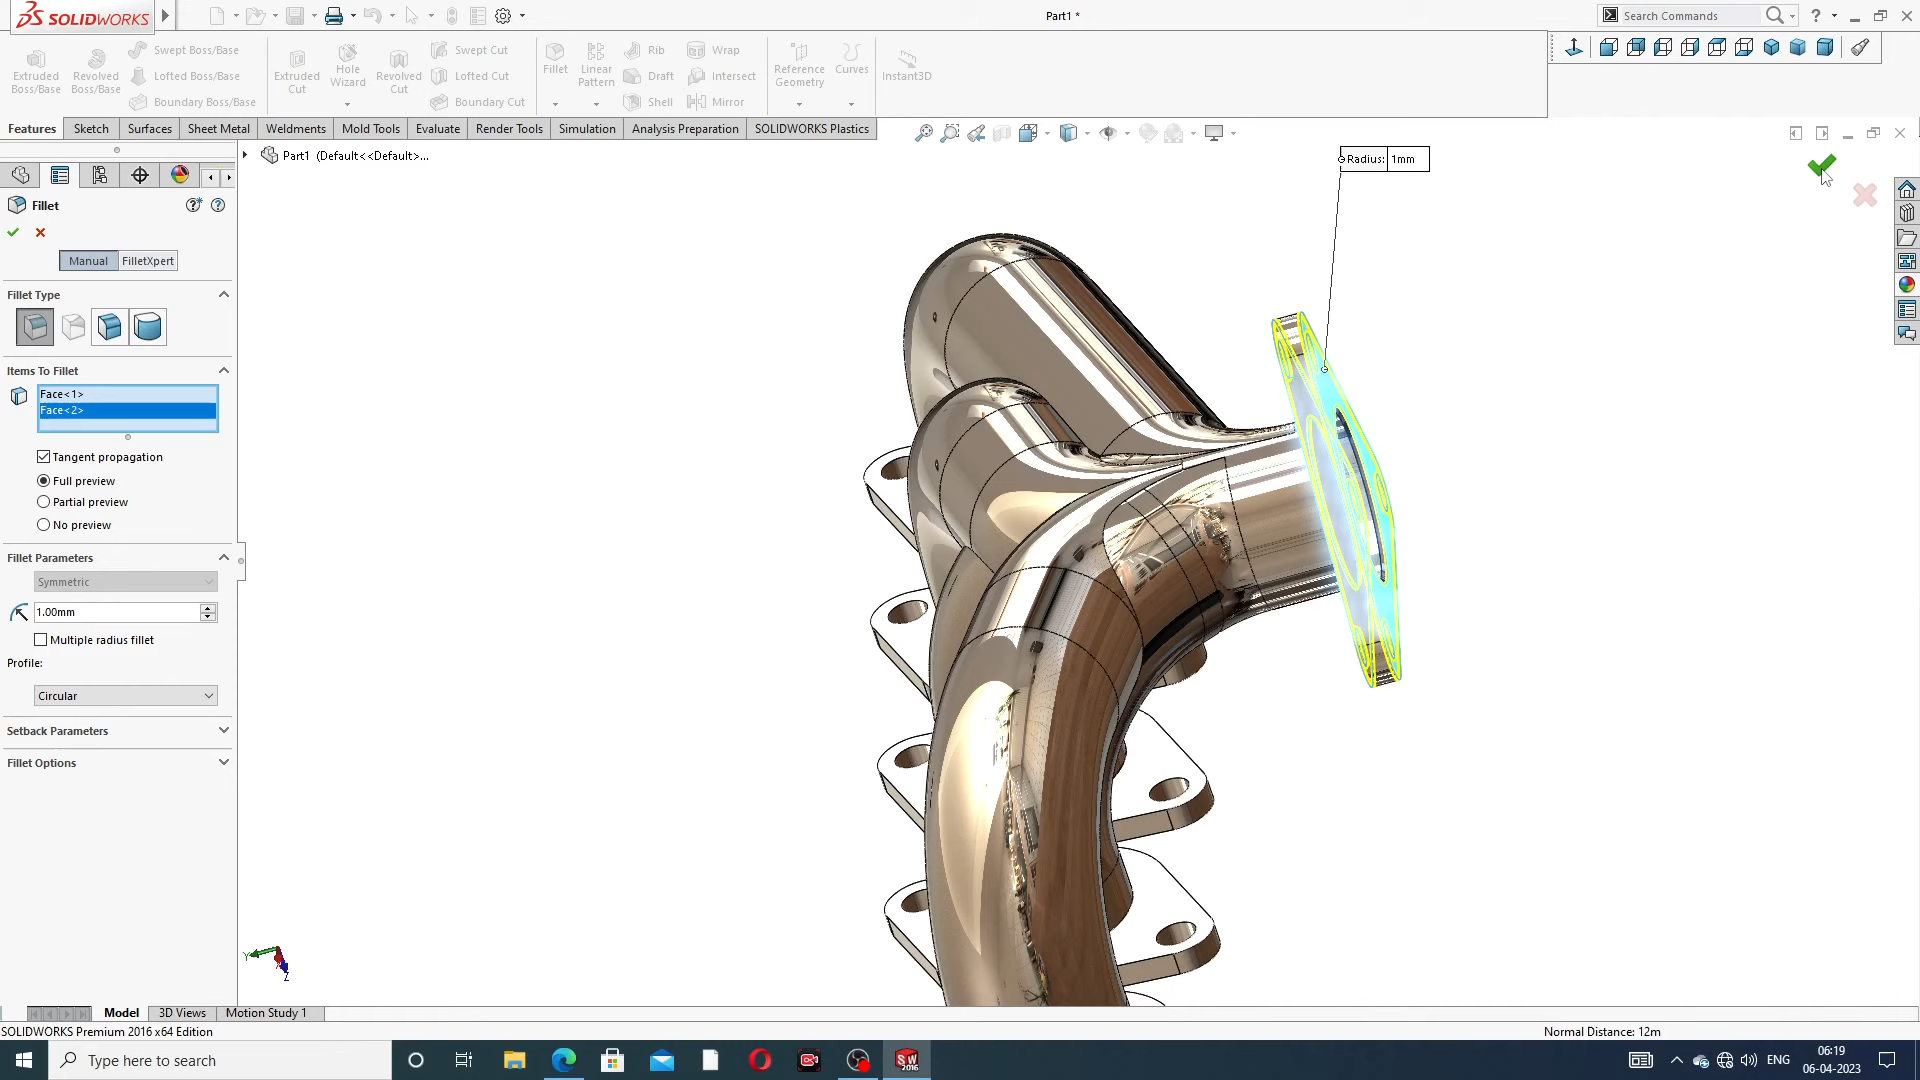 SOLIDWORKS
Part1 *
Search Commands
Extruded Boss/Base
Revolved Boss/Base
Swept Boss/Base
Lofted Boss/Base
Boundary Boss/Base
Extruded Cut
Hole Wizard
Revolved Cut
Swept Cut
Lofted Cut
Boundary Cut
Fillet
Linear Pattern
Rib
Draft
Shell
Wrap
Intersect
Mirror
Reference Geometry
Curves
Instant3D
Features
Sketch
Surfaces
Sheet Metal
Weldments
Mold Tools
Evaluate
Render Tools
Simulation
Analysis Preparation
SOLIDWORKS Plastics
Part1 (Default<<Default>...
Radius: 1mm
Fillet
Manual
FilletXpert
Fillet Type
Items To Fillet
Face<1>
Face<2>
Tangent propagation
Full preview
Partial preview
No preview
Fillet Parameters
Symmetric
1.00mm
Multiple radius fillet
Profile:
Circular
Setback Parameters
Fillet Options
Y
Z
Model
3D Views
Motion Study 1
SOLIDWORKS Premium 2016 x64 Edition
Normal Distance: 12m
Type here to search
SW
2016
ENG
06:19
06-04-2023